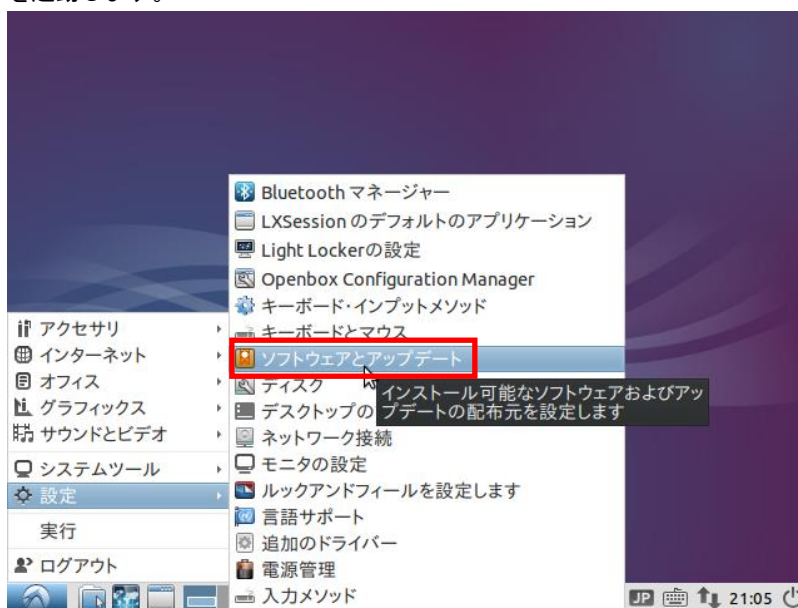 を起動します。
Bluetooth マネージャー
LXSession のデフォルトのアプリケーション
Light Lockerの設定
Openbox Configuration Manager
キーボード・インプットメソッド
キーボードとマウス
ソフトウェアとアップデート
ディスク
インストール可能なソフトウェアおよびアッ
プデートの配布元を設定します
デスクトップの
ネットワーク接続
モニタの設定
ルックアンドフィールを設定します
言語サポート
追加のドライバー
電源管理
入力メソッド
アクセサリ
インターネット
オフィス
グラフィックス
サウンドとビデオ
システムツール
設定
実行
ログアウト
JP 21:05